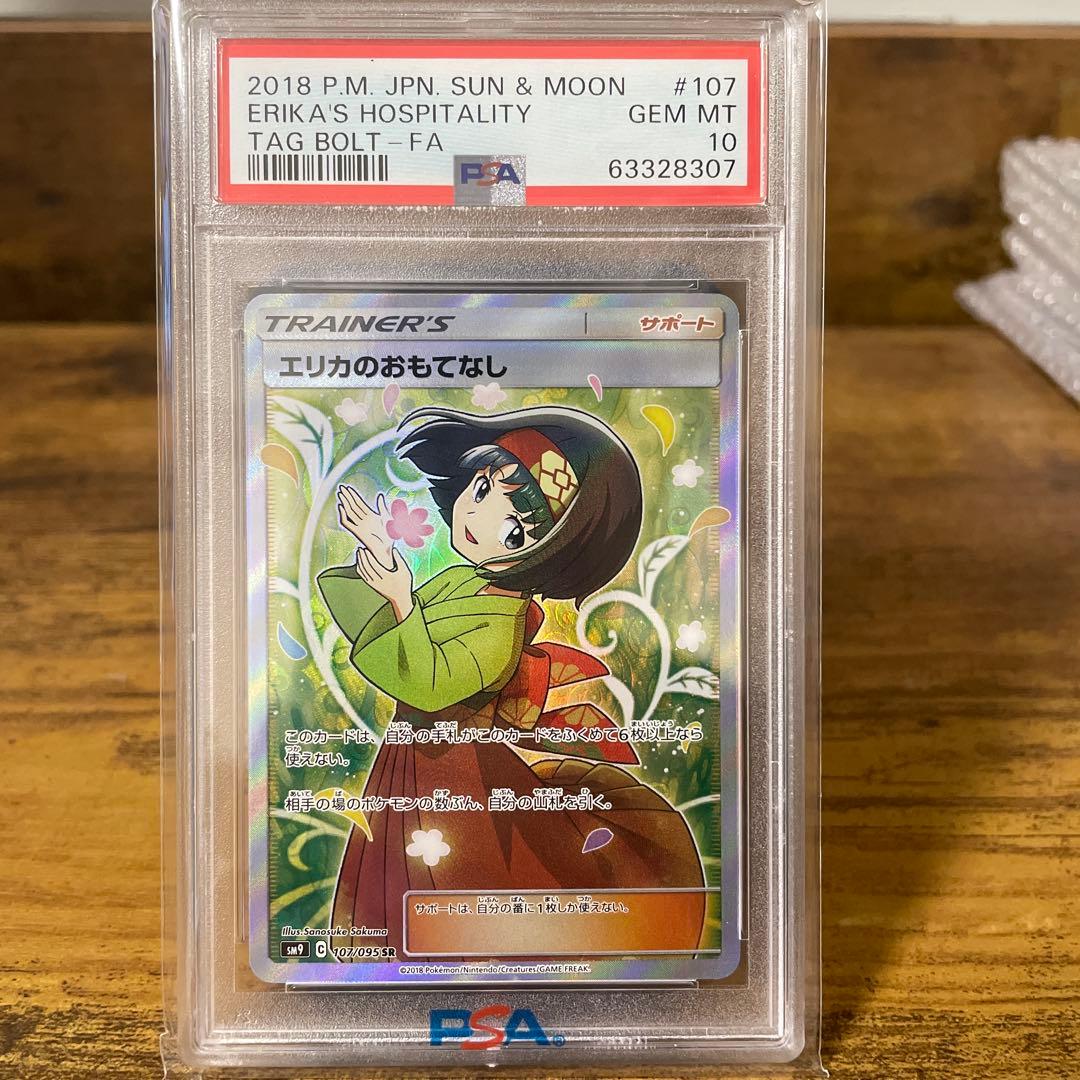 2018 P.M. JPN. SUN & MOON #107
ERIKA'S HOSPITALITY GEM MT
TAG BOLT-FA 10
PSA 63328307
TRAINER'S サポート
エリカのおもてなし
このカードは、自分の手札がこのカードをふくめて6枚以上なら
使えない。
相手の場のポケモンの数ぶん、自分の山札を引く。
サポートは、自分の番に1枚しか使えない。
Illus. Sanosuke Sakuma
SM9 C 107/095 SR
©2018 Pokémon/Nintendo/Creatures/GAME FREAK.
PSA